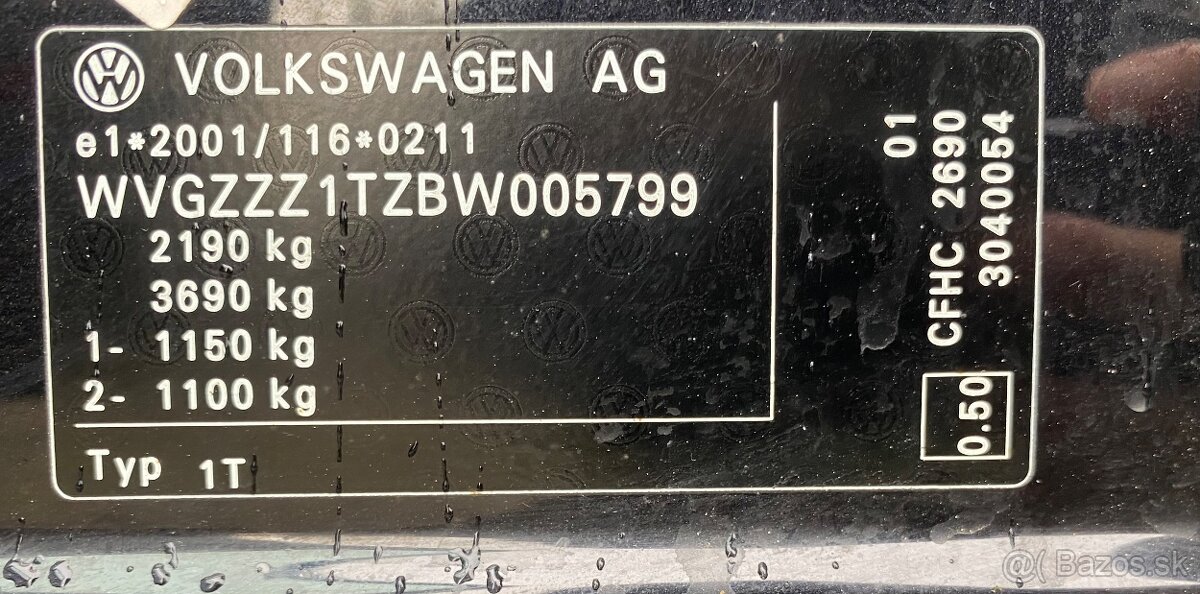 VOLKSWAGEN AG
e1*2001/116*0211
WVGZZZ1TZBW005799
2190 kg
3690 kg
1- 1150 kg
2- 1100 kg
Typ 1T
01
CFHC 2690
3040054
0.50
@( Bazos.sk